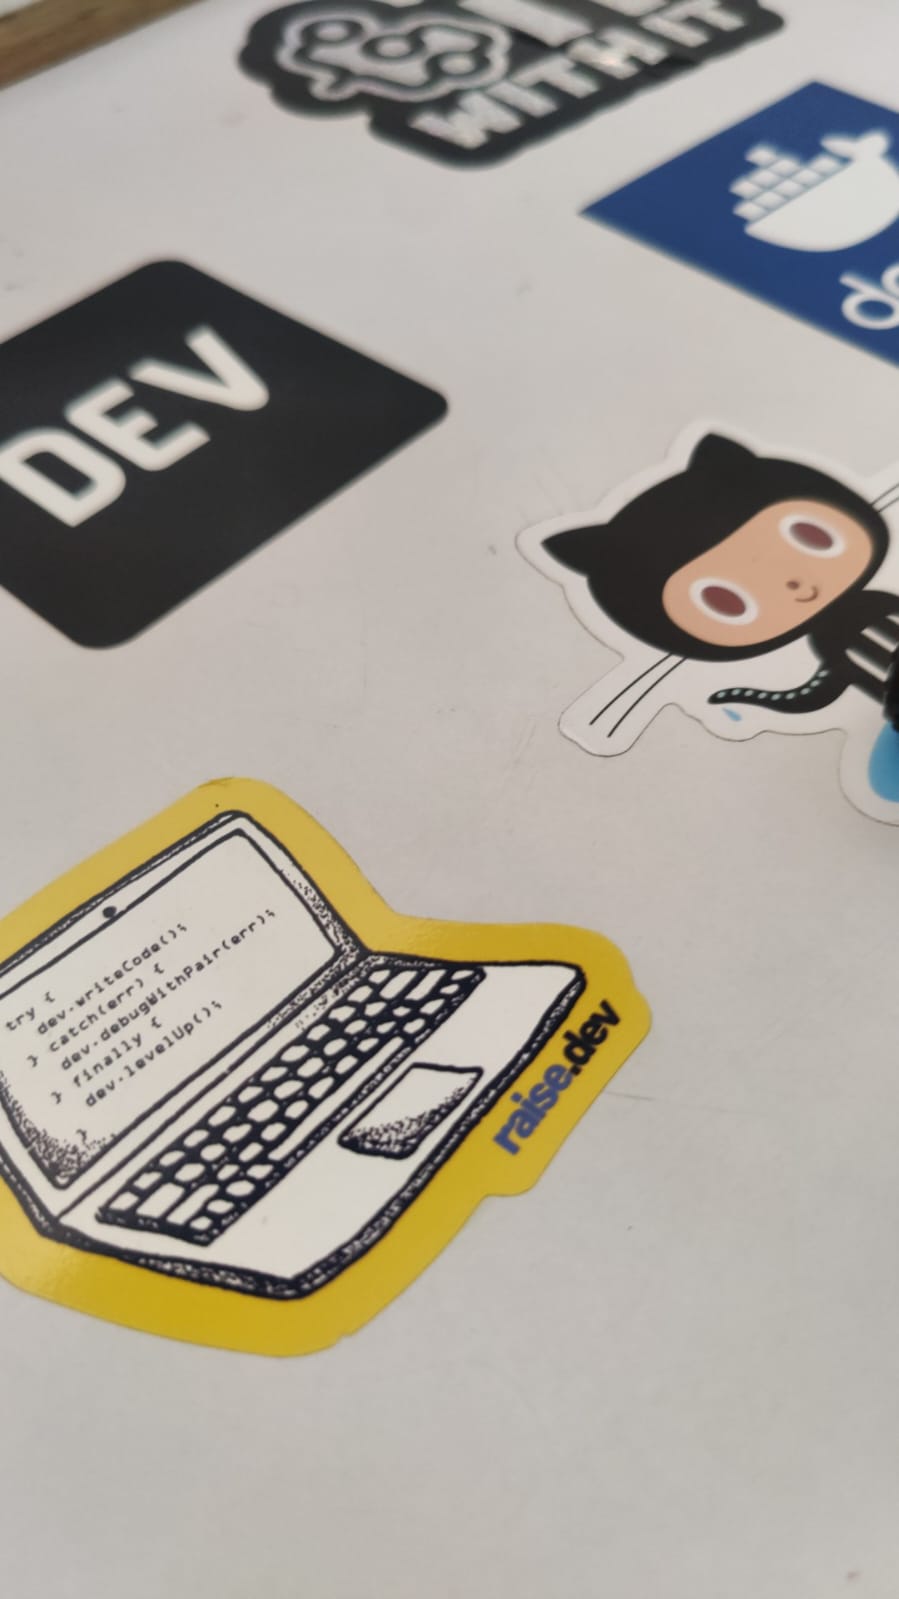 WITH IT
DEV
try {
dev.writeCode();
} catch(err) {
dev.debugWithPair(err);
} finally {
dev.levelUp();
}
raise.dev